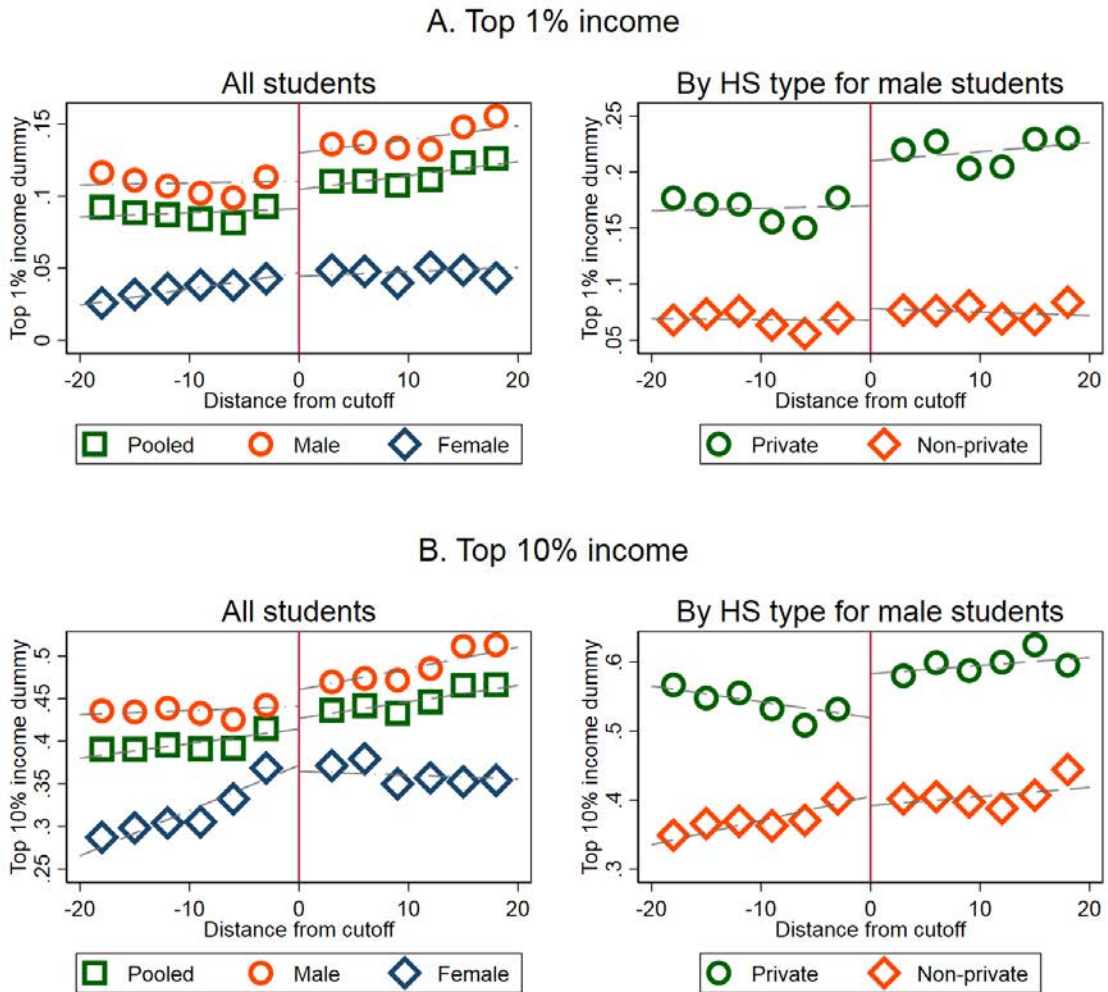 A. Top 1% income
All students
Top 1% income dummy
.15
.1
.05
0
-20 -10 0 10 20
Distance from cutoff
Pooled Male Female
By HS type for male students
Top 1% income dummy
.25
.2
.15
.1
.05
-20 -10 0 10 20
Distance from cutoff
Private Non-private
B. Top 10% income
All students
Top 10% income dummy
.5
.45
.4
.35
.3
.25
-20 -10 0 10 20
Distance from cutoff
Pooled Male Female
By HS type for male students
Top 10% income dummy
.6
.5
.4
.3
-20 -10 0 10 20
Distance from cutoff
Private Non-private